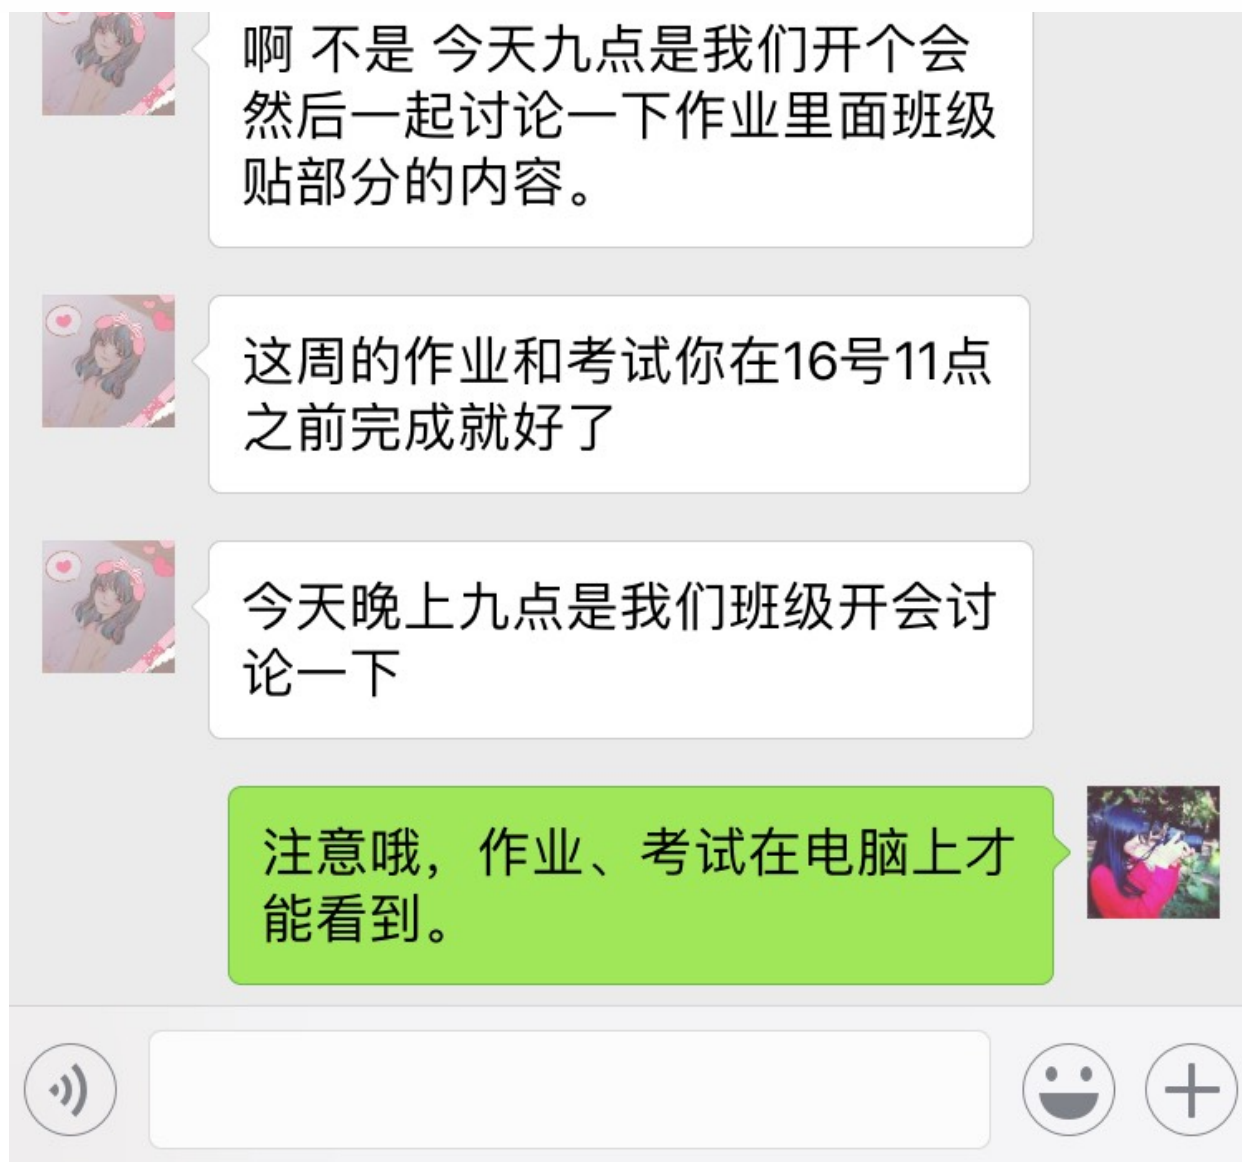 啊 不是 今天九点是我们开个会
然后一起讨论一下作业里面班级
贴部分的内容。
这周的作业和考试你在16号11点
之前完成就好了
今天晚上九点是我们班级开会讨
论一下
注意哦，作业、考试在电脑上才
能看到。